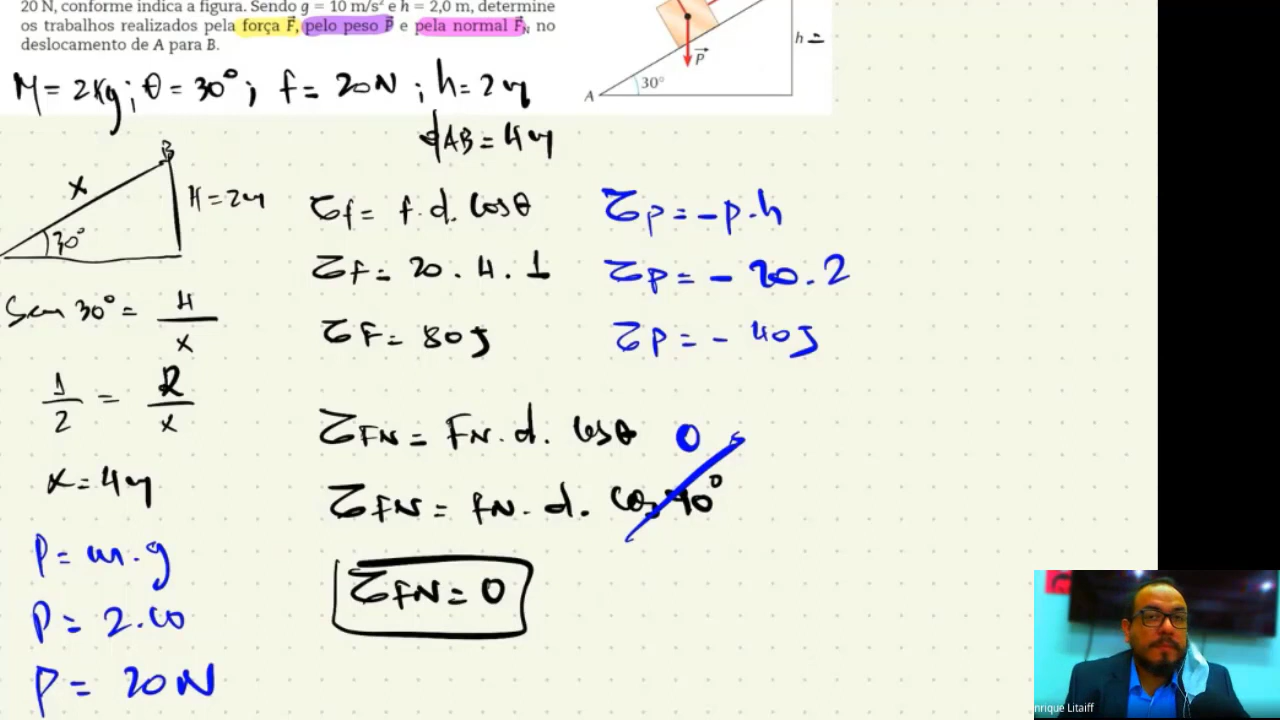 20 N, conforme indica a figura. Sendo g = 10 m/s² e h = 2,0 m, determine
os trabalhos realizados pela força F⃗, pelo peso P⃗ e pela normal F⃗N no
deslocamento de A para B.
h =
P⃗
30°
A
M = 2Kg; θ = 30°; f = 20N; h = 2m
dAB = 4m
B
x
H = 2m
30°
Sen 30° = H/x
1/2 = 2/x
x = 4m
P = m.g
P = 2.10
P = 20N
τf = f.d. cosθ
τF = 20.4.1
τF = 80J
τP = -P.h
τP = -20.2
τP = -40J
τFN = FN.d. cosθ
0
τFN = FN.d. cos 90°
τFN = 0
nrique Litaiff